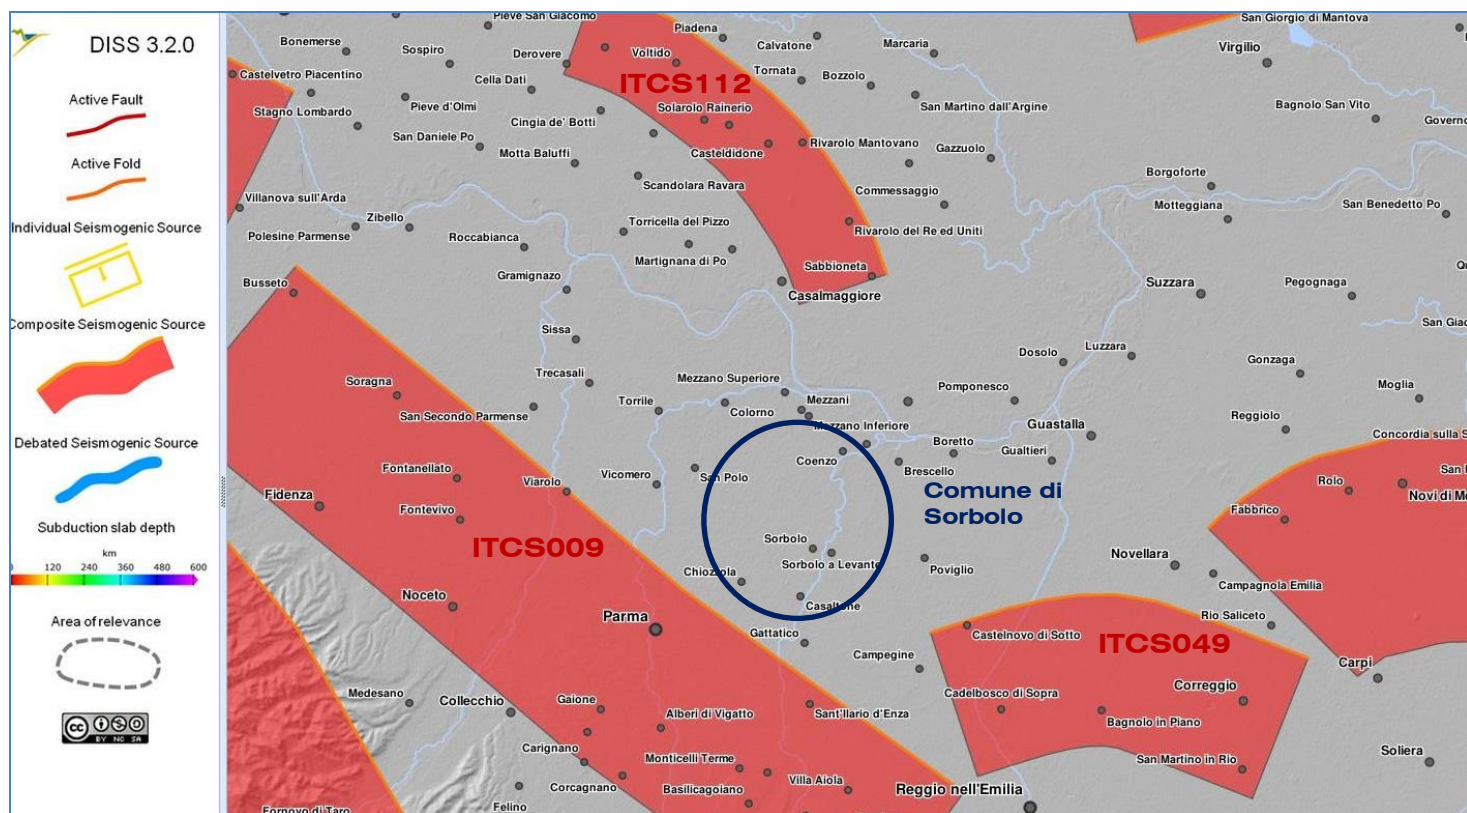 DISS 3.2.0
Active Fault
Active Fold
Individual Seismogenic Source
Composite Seismogenic Source
Debated Seismogenic Source
Subduction slab depth
km
120 240 360 480 600
Area of relevance
cc
BY NC SA
Pieve San Giacomo
Piadena
San Giorgio di Mantova
Bonemerse
Sospiro
Derovere
Voltido
Calvatone
Marcaria
Virgilio
Castelvetro Piacentino
Cella Dati
ITCS112
Tornata
Bozzolo
Stagno Lombardo
Pieve d'Olmi
Cingia de' Botti
Solarolo Rainerio
San Martino dall'Argine
Bagnolo San Vito
Governo
San Daniele Po
Motta Baluffi
Casteldidone
Rivarolo Mantovano
Gazzuolo
Scandolara Ravara
Commessaggio
Borgoforte
Villanova sull'Arda
Zibello
Torricella del Pizzo
Motteggiana
San Benedetto Po
Polesine Parmense
Roccabianca
Rivarolo del Re ed Uniti
Martignana di Po
Sabbioneta
Gramignazo
Busseto
Casalmaggiore
Suzzara
Pegognaga
Sissa
San Giac
Dosolo
Luzzara
Gonzaga
Trecasali
Mezzano Superiore
Soragna
Pomponesco
Moglia
San Secondo Parmense
Torrile
Colorno
Mezzani
Reggiolo
Mezzano Inferiore
Guastalla
Concordia sulla S
Boretto
Gualtieri
Coenzo
Fontanellato
Viarolo
Vicomero
San Polo
Brescello
Rolo
Fidenza
Comune di
Sorbolo
Novi di Mo
Fontevivo
Fabbrico
ITCS009
Sorbolo
Sorbolo a Levante
Novellara
Chiozzola
Poviglio
Campagnola Emilia
Noceto
Casaltone
Parma
Rio Saliceto
Gattatico
Castelnovo di Sotto
ITCS049
Campegine
Carpi
Medesano
Cadelbosco di Sopra
Correggio
Collecchio
Gaione
Alberi di Vigatto
Sant'Ilario d'Enza
Bagnolo in Piano
Carignano
Monticelli Terme
San Martino in Rio
Soliera
Corcagnano
Basilicagoiano
Villa Aiola
Reggio nell'Emilia
Fornovo di Taro
Felino